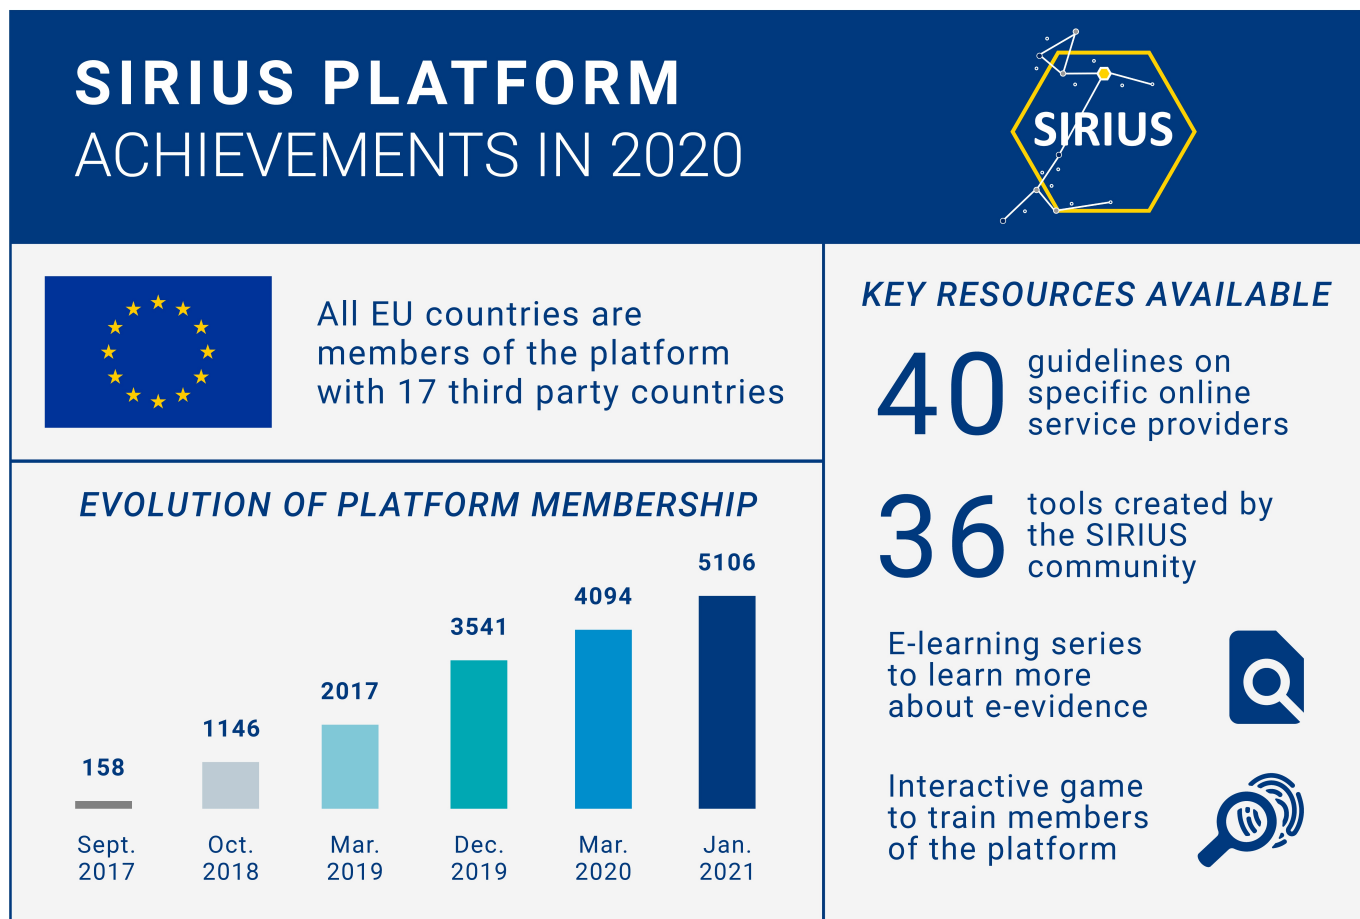 SIRIUS PLATFORM
ACHIEVEMENTS IN 2020
SIRIUS
All EU countries are
members of the platform
with 17 third party countries
EVOLUTION OF PLATFORM MEMBERSHIP
158
1146
2017
3541
4094
5106
Sept.
2017
Oct.
2018
Mar.
2019
Dec.
2019
Mar.
2020
Jan.
2021
KEY RESOURCES AVAILABLE
40
guidelines on
specific online
service providers
36
tools created by
the SIRIUS
community
E-learning series
to learn more
about e-evidence
Interactive game
to train members
of the platform